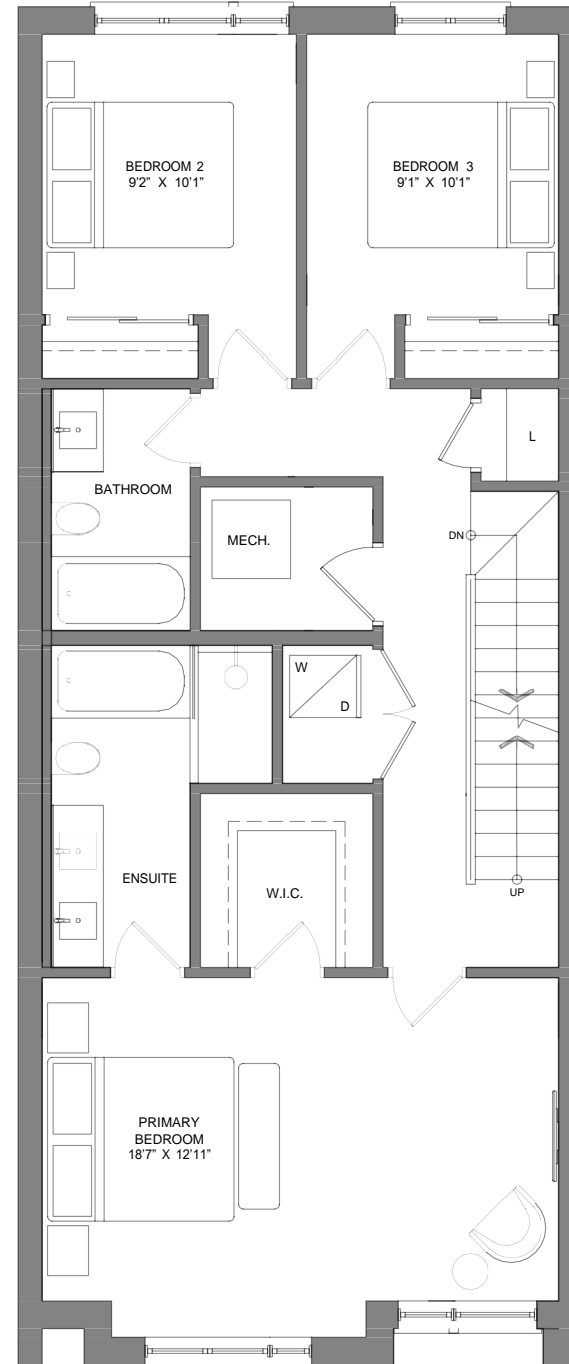 BEDROOM 2
9'2” X 10'1”
BEDROOM 3
9'1” X 10'1”
L
BATHROOM
MECH.
DN
W
D
ENSUITE
W.I.C.
UP
PRIMARY
BEDROOM
18'7” X 12'11”